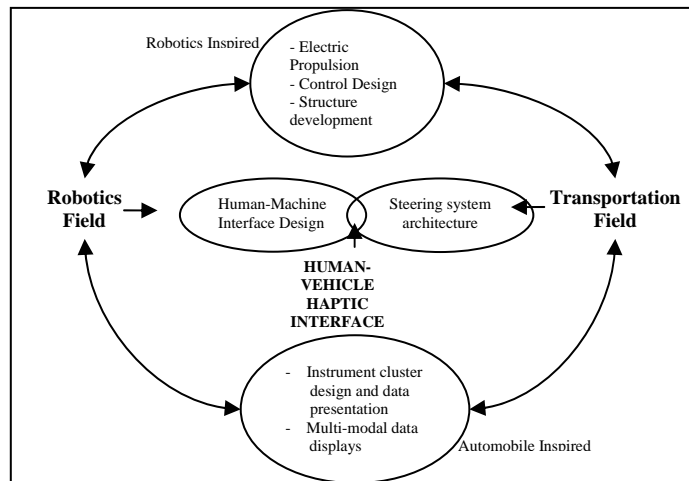 Robotics Inspired
- Electric
Propulsion
- Control Design
- Structure
development
Robotics
Field
Human-Machine
Interface Design
Steering system
architecture
Transportation
Field
HUMAN-
VEHICLE
HAPTIC
INTERFACE
- Instrument cluster
design and data
presentation
- Multi-modal data
displays
Automobile Inspired